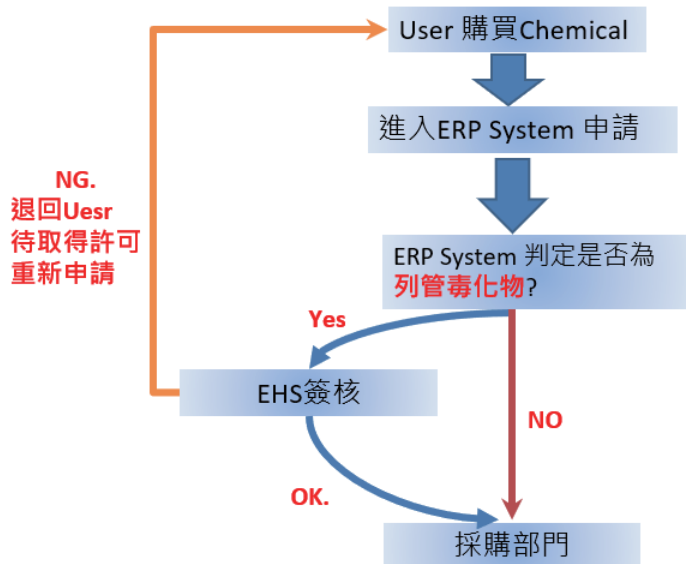 User 購買Chemical
進入ERP System 申請
NG.
退回Uesr
待取得許可
重新申請
ERP System 判定是否為
列管毒化物?
Yes
EHS簽核
NO
OK.
採購部門